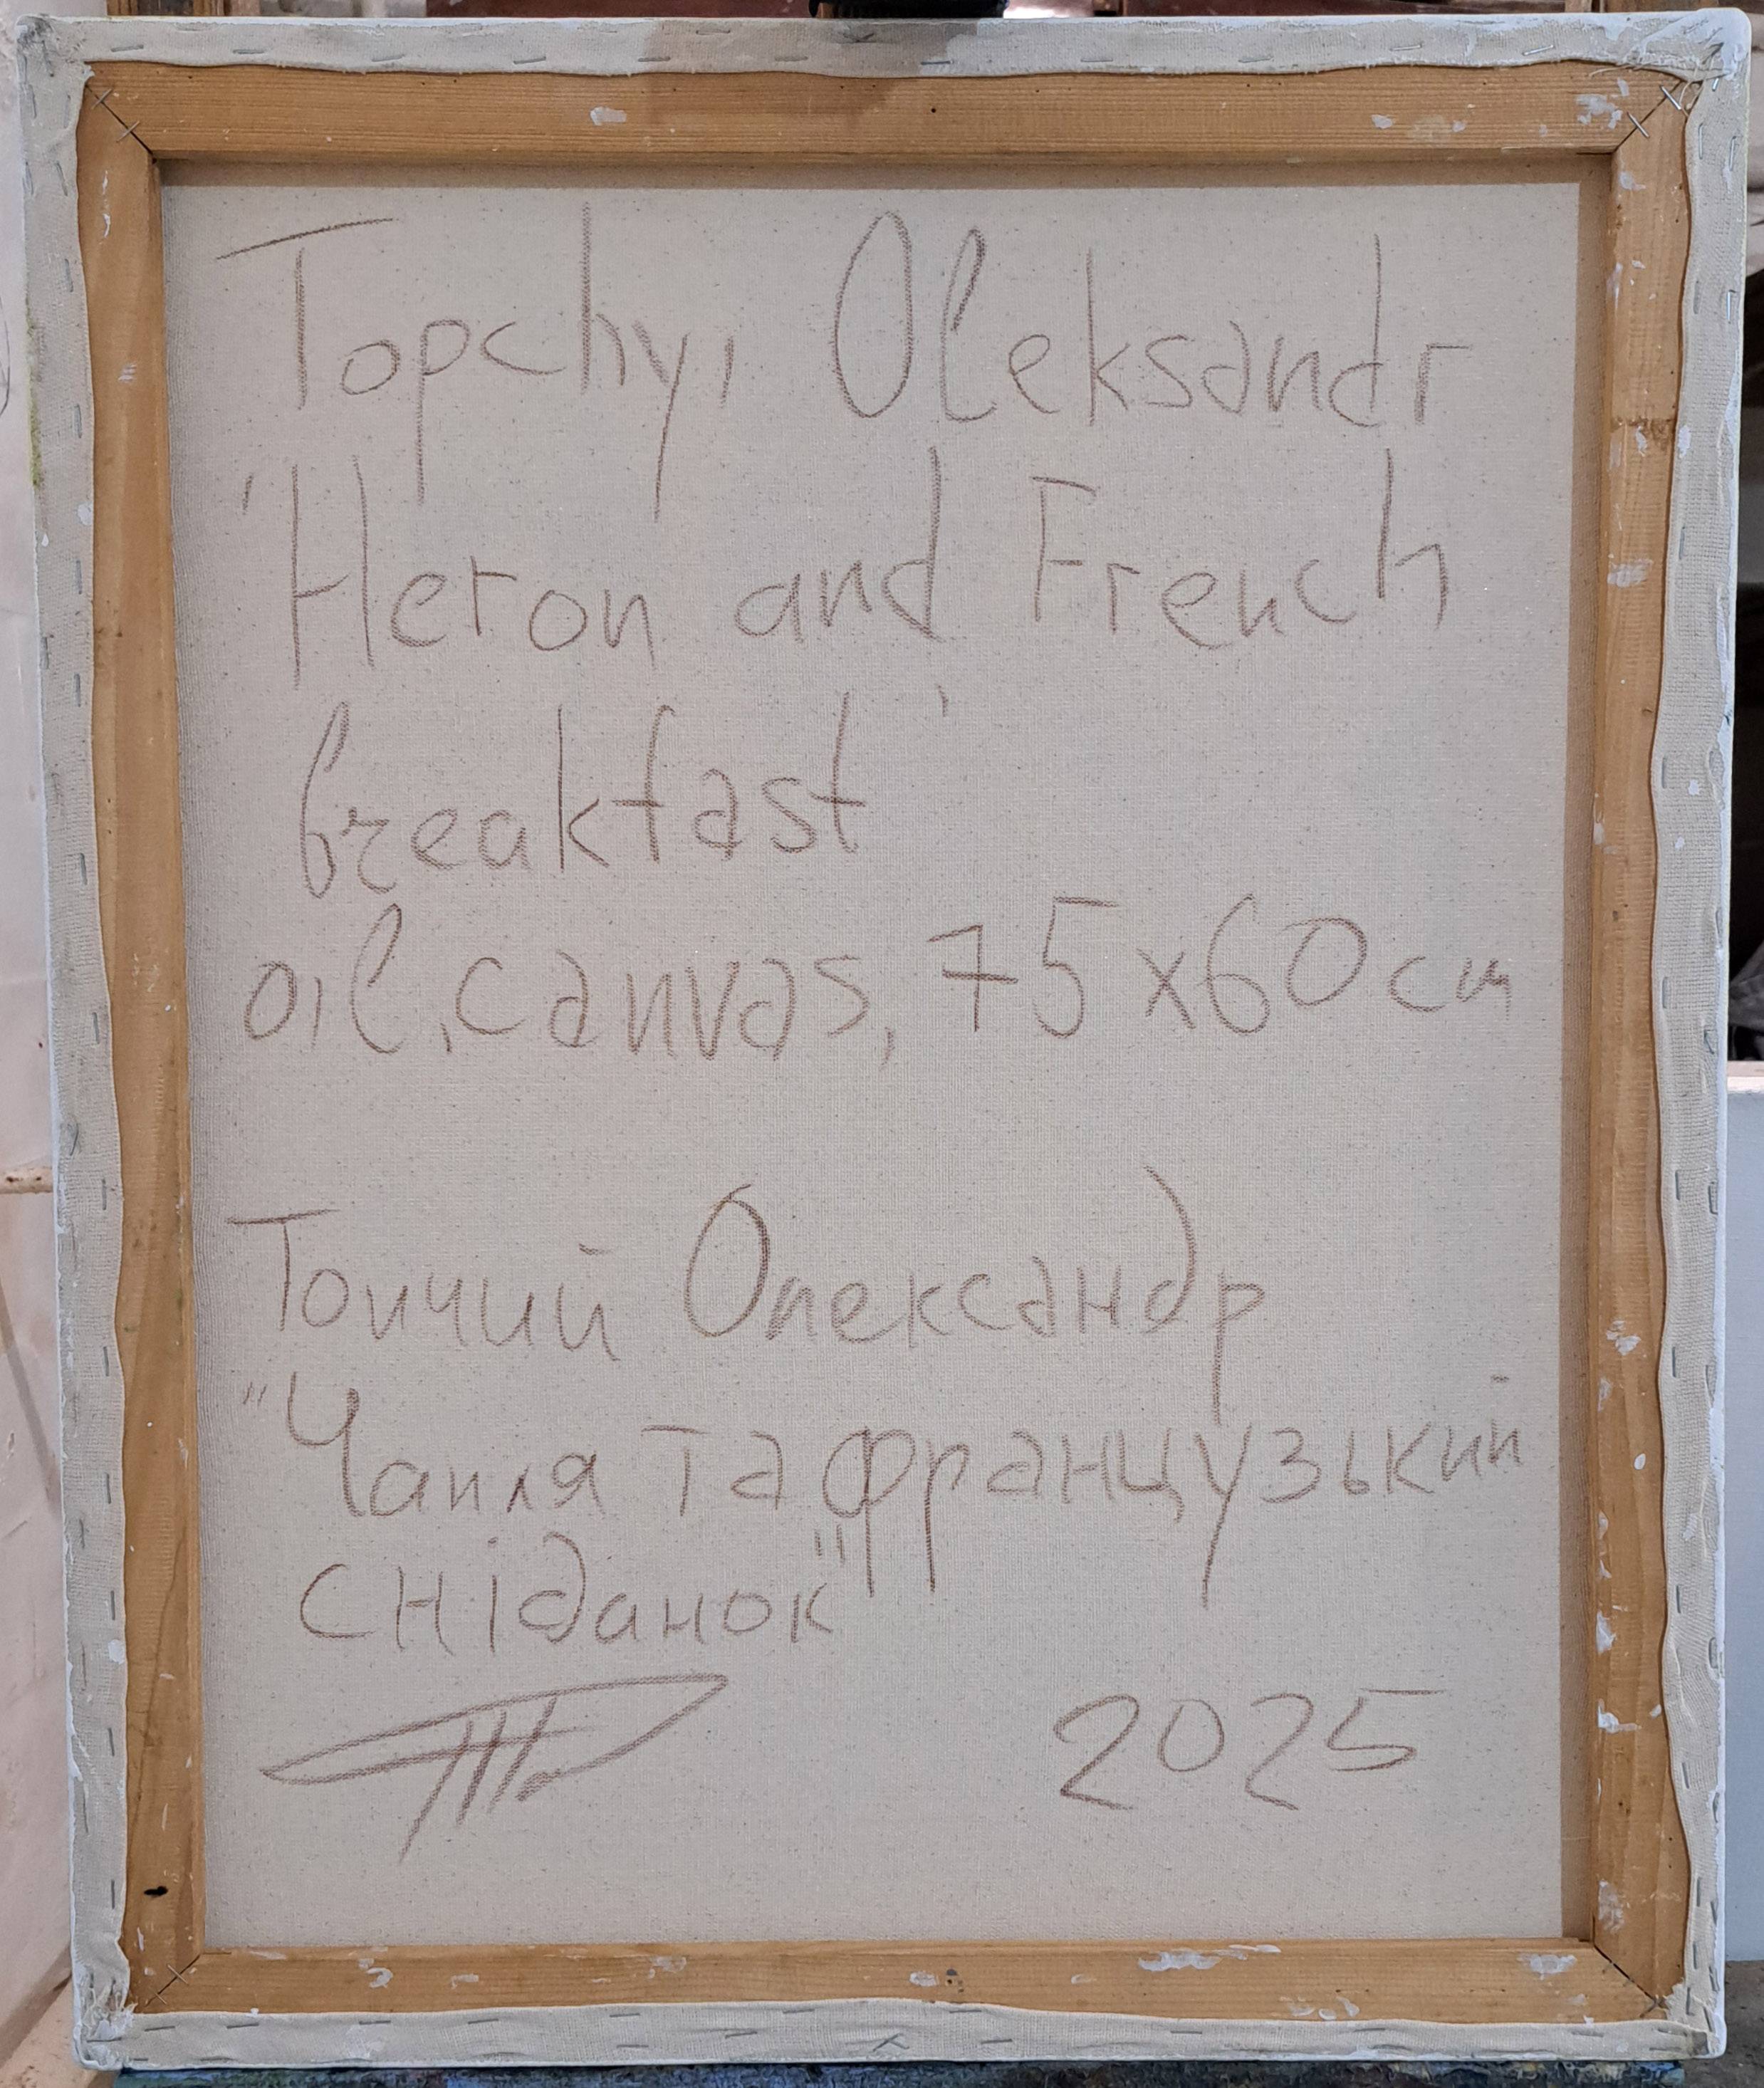 Topchyi Oleksandr
'Heron and French
breakfast'
oil, canvas, 75x60cm
Топчий Олександр
"Чапля та французький
сніданок"
2025